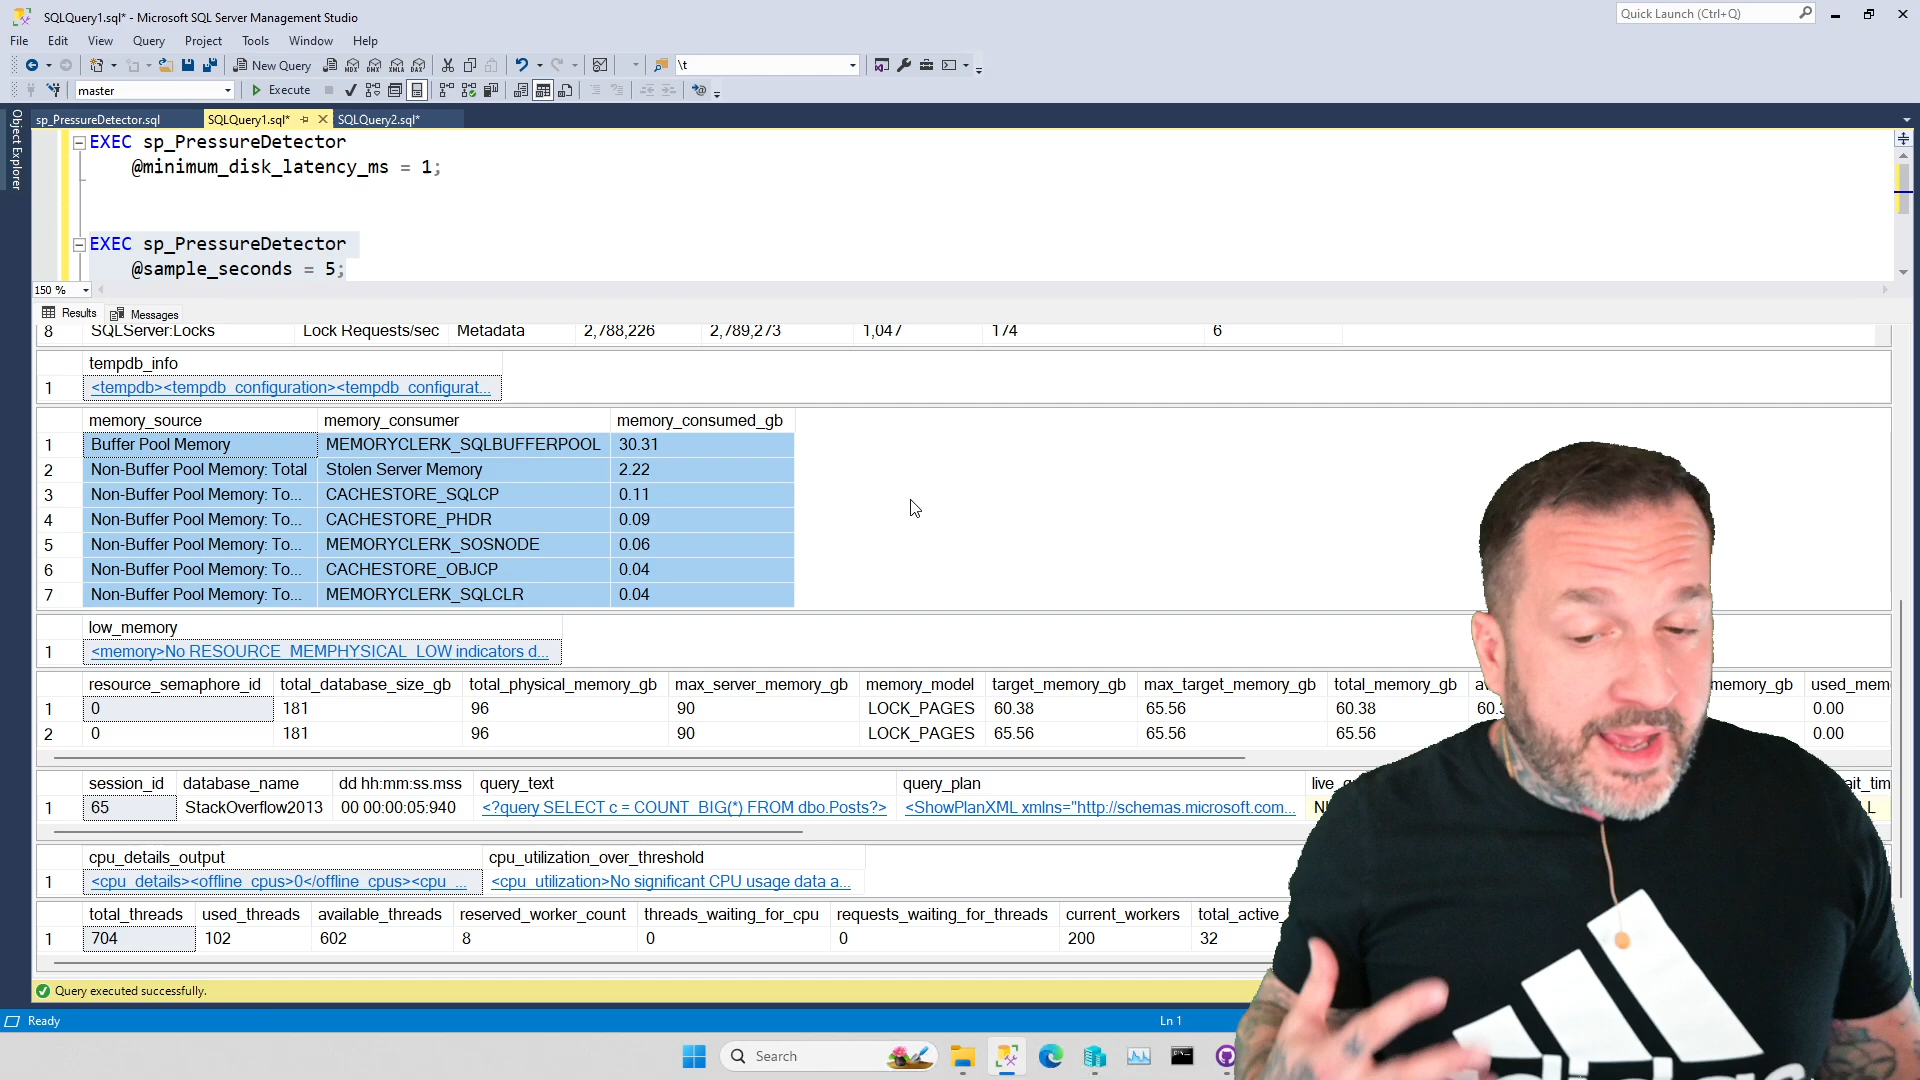 SQLQuery1.sql* - Microsoft SQL Server Management Studio
Quick Launch (Ctrl+Q)
File Edit View Query Project Tools Window Help
New Query
\t
master
Execute
Object Explorer
sp_PressureDetector.sql
SQLQuery1.sql*
SQLQuery2.sql*
EXEC sp_PressureDetector
@minimum_disk_latency_ms = 1;
EXEC sp_PressureDetector
@sample_seconds = 5;
150 %
Results Messages
8 SQLServer:Locks Lock Requests/sec Metadata 2,788,226 2,789,273 1,047 174 6
tempdb_info
1 <tempdb><tempdb_configuration><tempdb_configurat...
memory_source memory_consumer memory_consumed_gb
1 Buffer Pool Memory MEMORYCLERK_SQLBUFFERPOOL 30.31
2 Non-Buffer Pool Memory: Total Stolen Server Memory 2.22
3 Non-Buffer Pool Memory: To... CACHESTORE_SQLCP 0.11
4 Non-Buffer Pool Memory: To... CACHESTORE_PHDR 0.09
5 Non-Buffer Pool Memory: To... MEMORYCLERK_SOSNODE 0.06
6 Non-Buffer Pool Memory: To... CACHESTORE_OBJCP 0.04
7 Non-Buffer Pool Memory: To... MEMORYCLERK_SQLCLR 0.04
low_memory
1 <memory>No RESOURCE_MEMPHYSICAL_LOW indicators d...
resource_semaphore_id total_database_size_gb total_physical_memory_gb max_server_memory_gb memory_model target_memory_gb max_target_memory_gb total_memory_gb memory_gb used_mem
1 0 181 96 90 LOCK_PAGES 60.38 65.56 60.38 0.00
2 0 181 96 90 LOCK_PAGES 65.56 65.56 65.56 0.00
session_id database_name dd hh:mm:ss.mss query_text query_plan
1 65 StackOverflow2013 00 00:00:05:940 <?query SELECT c = COUNT_BIG(*) FROM dbo.Posts?> <ShowPlanXML xmlns="http://schemas.microsoft.com...
cpu_details_output cpu_utilization_over_threshold
1 <cpu_details><offline_cpus>0</offline_cpus><cpu_... <cpu_utilization>No significant CPU usage data a...
total_threads used_threads available_threads reserved_worker_count threads_waiting_for_cpu requests_waiting_for_threads current_workers total_active_
1 704 102 602 8 0 0 200 32
Query executed successfully.
Ready
Ln 1
Search
adidas